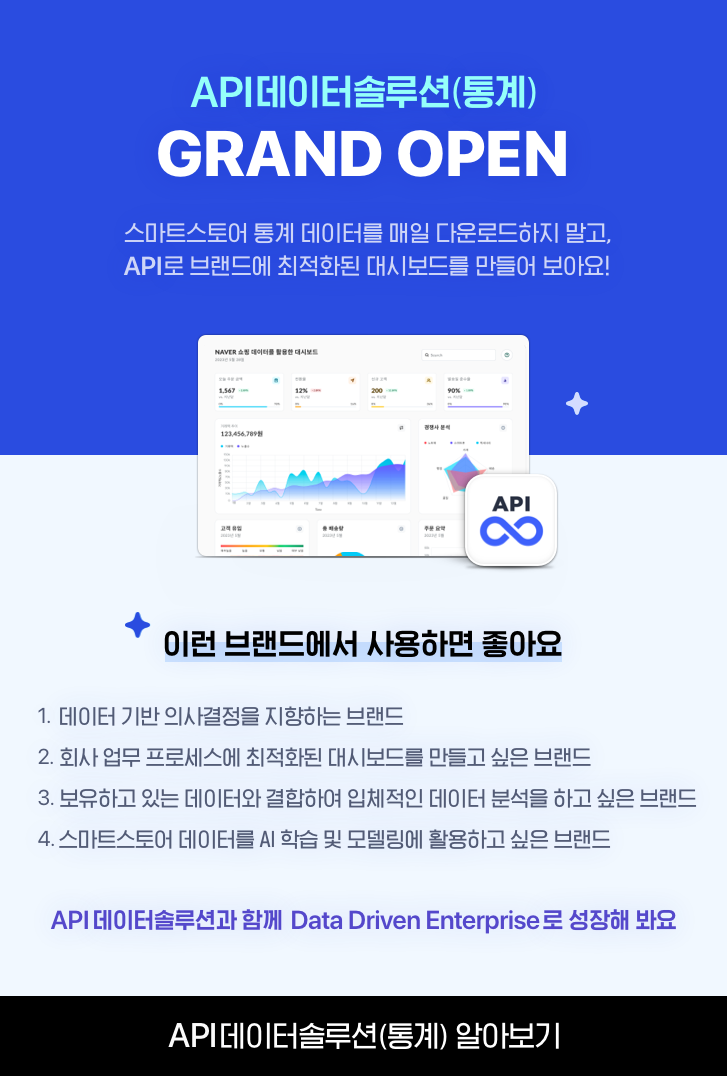 API데이터솔루션(통계)
GRAND OPEN
스마트스토어 통계 데이터를 매일 다운로드하지 말고,
API로 브랜드에 최적화된 대시보드를 만들어 보아요!
NAVER 쇼핑 데이터를 활용한 대시보드
Search
1,567
12%
200
90%
123,456,789원
경쟁사 분석
고객 유입
총 배송량
주문 요약
API
이런 브랜드에서 사용하면 좋아요
1. 데이터 기반 의사결정을 지향하는 브랜드
2. 회사 업무 프로세스에 최적화된 대시보드를 만들고 싶은 브랜드
3. 보유하고 있는 데이터와 결합하여 입체적인 데이터 분석을 하고 싶은 브랜드
4. 스마트스토어 데이터를 AI 학습 및 모델링에 활용하고 싶은 브랜드
API 데이터솔루션과 함께 Data Driven Enterprise로 성장해 봐요
API데이터솔루션(통계) 알아보기